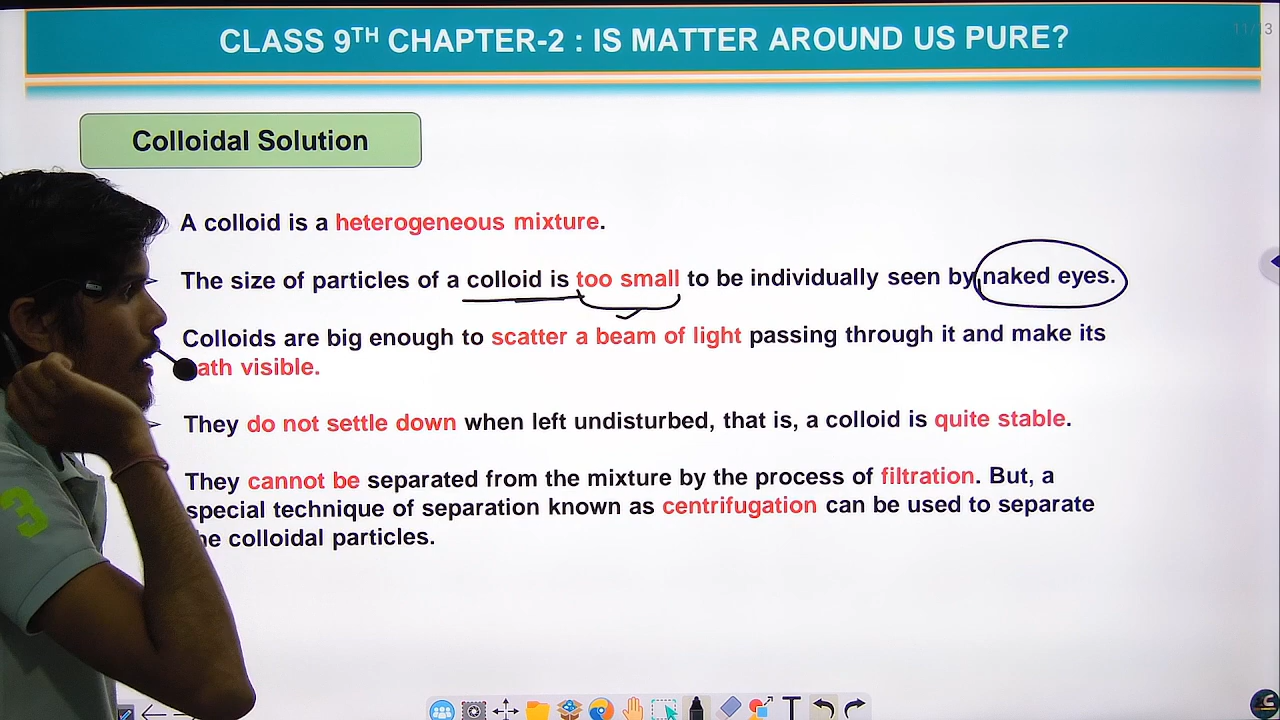 CLASS 9TH CHAPTER-2 : IS MATTER AROUND US PURE?
11/13
Colloidal Solution
A colloid is a heterogeneous mixture.
The size of particles of a colloid is too small to be individually seen by naked eyes.
Colloids are big enough to scatter a beam of light passing through it and make its
ath visible.
They do not settle down when left undisturbed, that is, a colloid is quite stable.
They cannot be separated from the mixture by the process of filtration. But, a
special technique of separation known as centrifugation can be used to separate
he colloidal particles.
3